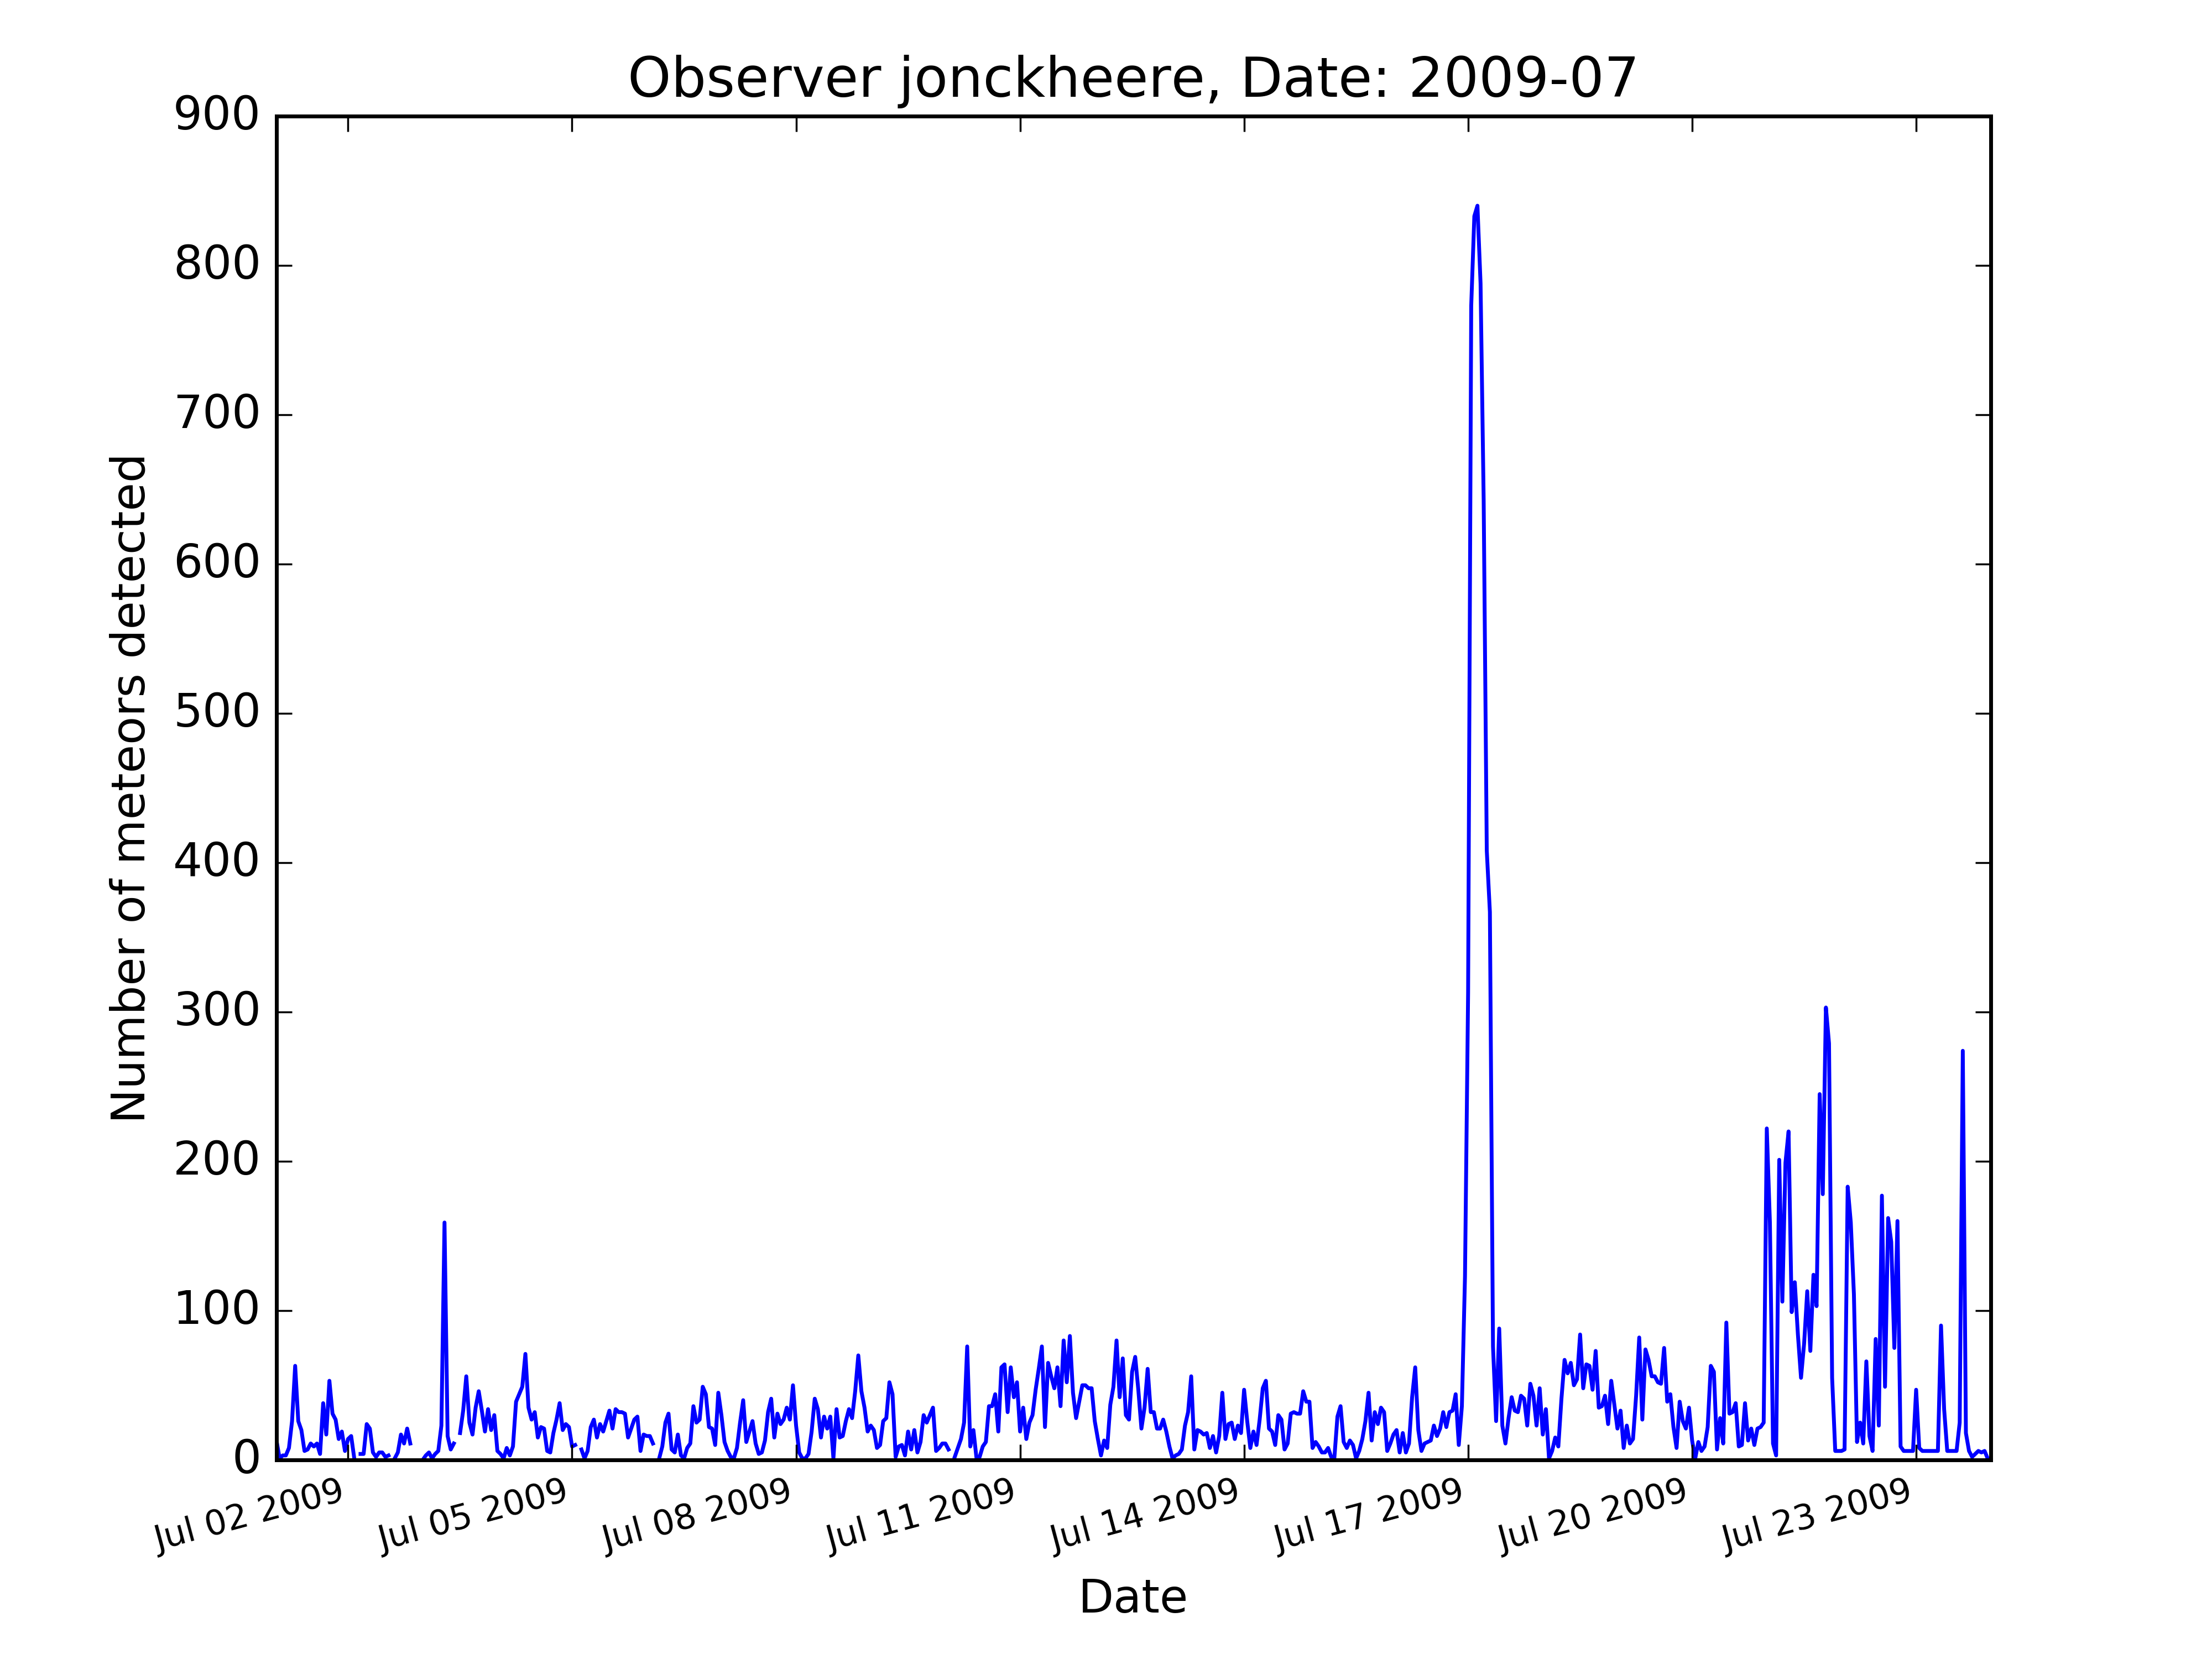 Observer jonckheere, Date: 2009-07
900
800
700
600
500
400
300
200
100
0
Number of meteors detected
Jul 02 2009
Jul 05 2009
Jul 08 2009
Jul 11 2009
Jul 14 2009
Jul 17 2009
Jul 20 2009
Jul 23 2009
Date